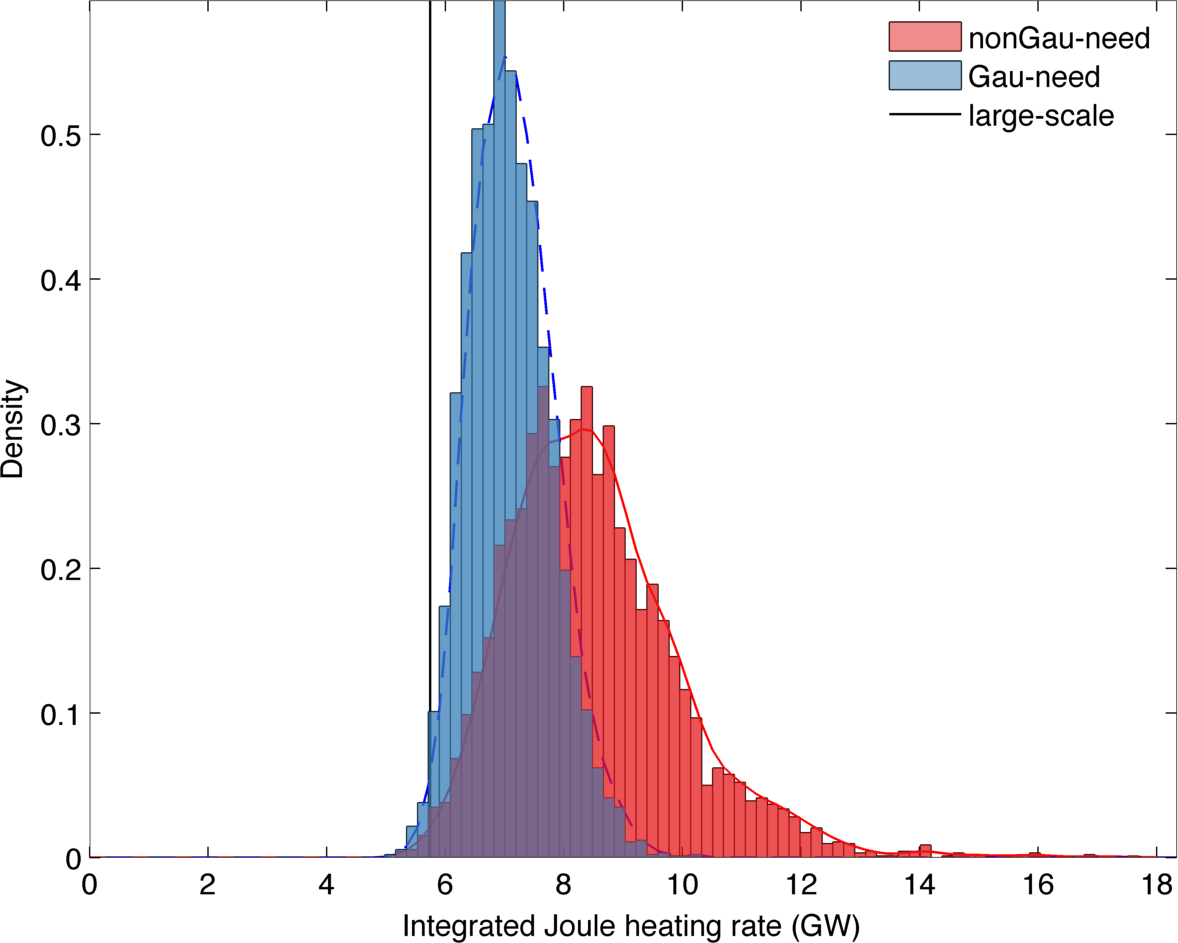 nonGau-need
Gau-need
large-scale
0.5
0.4
0.3
0.2
0.1
0
Density
0 2 4 6 8 10 12 14 16 18
Integrated Joule heating rate (GW)